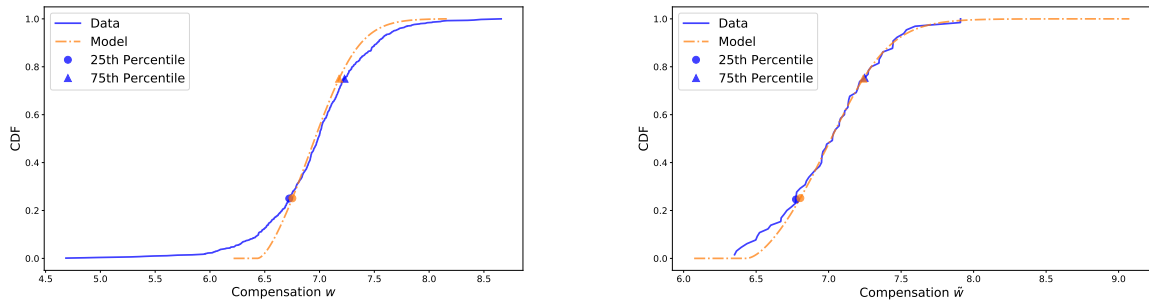 Data
Model
25th Percentile
75th Percentile
CDF
1.0
0.8
0.6
0.4
0.2
0.0
4.5 5.0 5.5 6.0 6.5 7.0 7.5 8.0 8.5
Compensation w
Data
Model
25th Percentile
75th Percentile
CDF
1.0
0.8
0.6
0.4
0.2
0.0
6.0 6.5 7.0 7.5 8.0 8.5 9.0
Compensation w̃